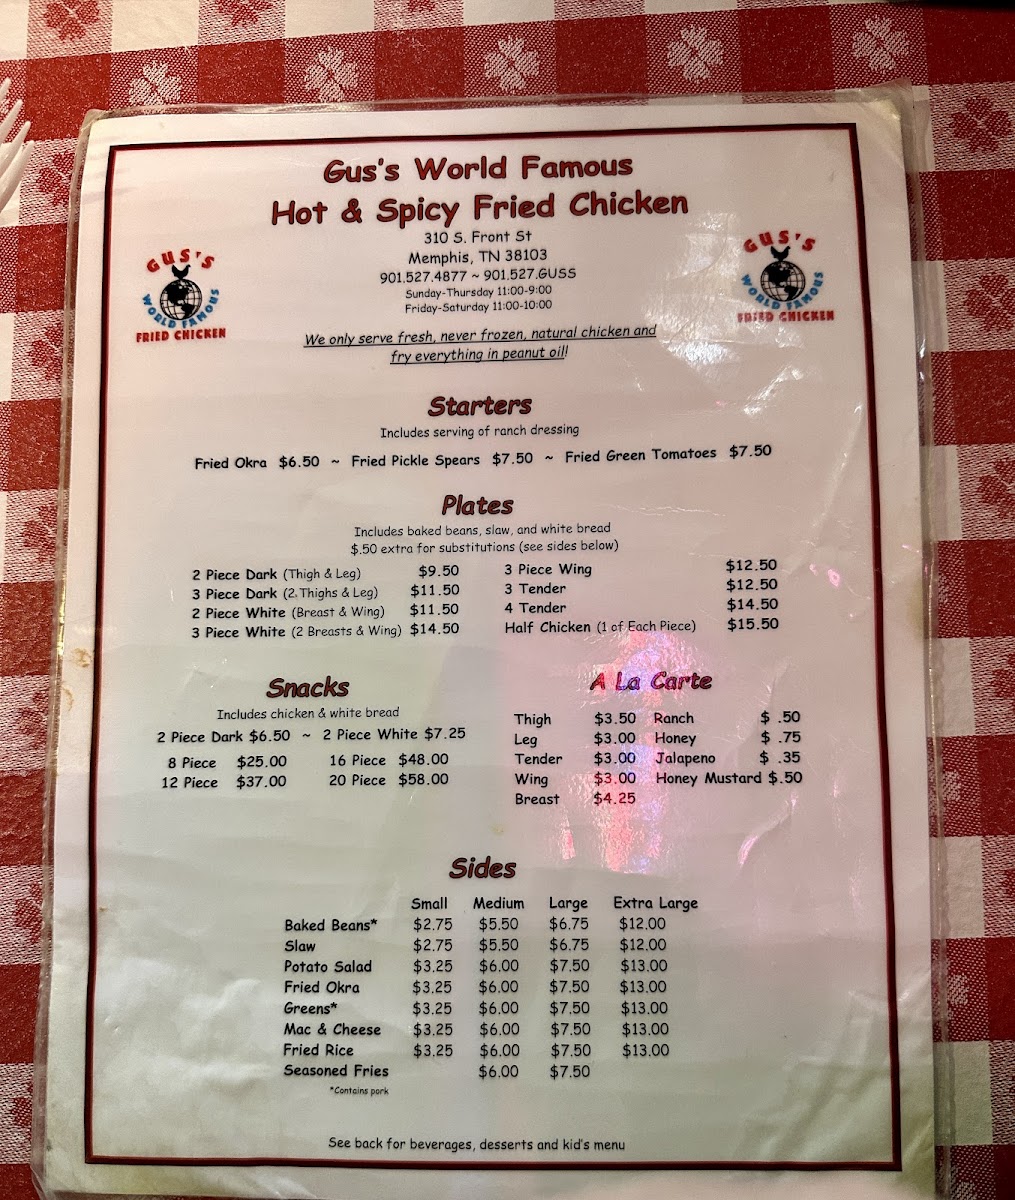 Gus's World Famous
Hot & Spicy Fried Chicken
310 S. Front St
Memphis, TN 38103
901.527.4877 ~ 901.527.GUSS
Sunday-Thursday 11:00-9:00
Friday-Saturday 11:00-10:00
GUS'S
WORLD FAMOUS
FRIED CHICKEN
GUS'S
WORLD FAMOUS
FRIED CHICKEN
We only serve fresh, never frozen, natural chicken and
fry everything in peanut oil!
Starters
Includes serving of ranch dressing
Fried Okra $6.50 ~ Fried Pickle Spears $7.50 ~ Fried Green Tomatoes $7.50
Plates
Includes baked beans, slaw, and white bread
$.50 extra for substitutions (see sides below)
2 Piece Dark (Thigh & Leg) $9.50
3 Piece Dark (2 Thighs & Leg) $11.50
2 Piece White (Breast & Wing) $11.50
3 Piece White (2 Breasts & Wing) $14.50
3 Piece Wing $12.50
3 Tender $12.50
4 Tender $14.50
Half Chicken (1 of Each Piece) $15.50
Snacks
Includes chicken & white bread
2 Piece Dark $6.50 ~ 2 Piece White $7.25
8 Piece $25.00 16 Piece $48.00
12 Piece $37.00 20 Piece $58.00
A La Carte
Thigh $3.50 Ranch $ .50
Leg $3.00 Honey $ .75
Tender $3.00 Jalapeno $ .35
Wing $3.00 Honey Mustard $.50
Breast $4.25
Sides
Small Medium Large Extra Large
Baked Beans* $2.75 $5.50 $6.75 $12.00
Slaw $2.75 $5.50 $6.75 $12.00
Potato Salad $3.25 $6.00 $7.50 $13.00
Fried Okra $3.25 $6.00 $7.50 $13.00
Greens* $3.25 $6.00 $7.50 $13.00
Mac & Cheese $3.25 $6.00 $7.50 $13.00
Fried Rice $3.25 $6.00 $7.50 $13.00
Seasoned Fries $6.00 $7.50
*Contains pork
See back for beverages, desserts and kid's menu